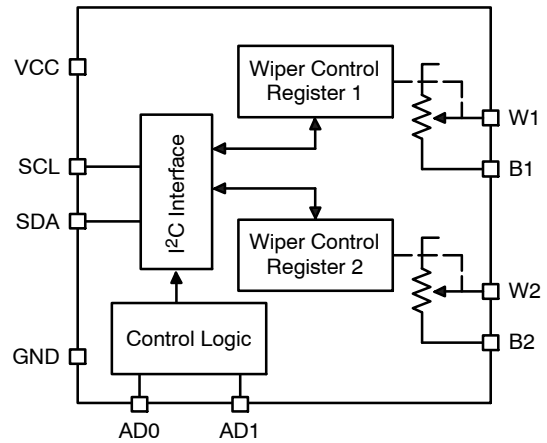 VCC
SCL
SDA
GND
I²C Interface
Wiper Control
Register 1
Wiper Control
Register 2
Control Logic
W1
B1
W2
B2
AD0
AD1